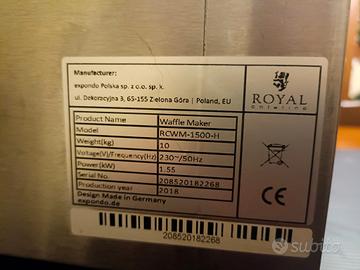 Manufacturer:
expondo Polska sp. z o.o. sp. k.
ul. Dekoracyjna 3, 65-155 Zielona Góra | Poland, EU
ROYAL
catering
Product Name Waffle Maker
Model RCWM-1500-H
Weight(kg) 10
Voltage(V)/Frequency(Hz) 230~/50Hz
Power(kW) 1.55
Serial No. 208520182268
Production year 2018
Design Made in Germany
expondo.de
CE
208520182268
subito